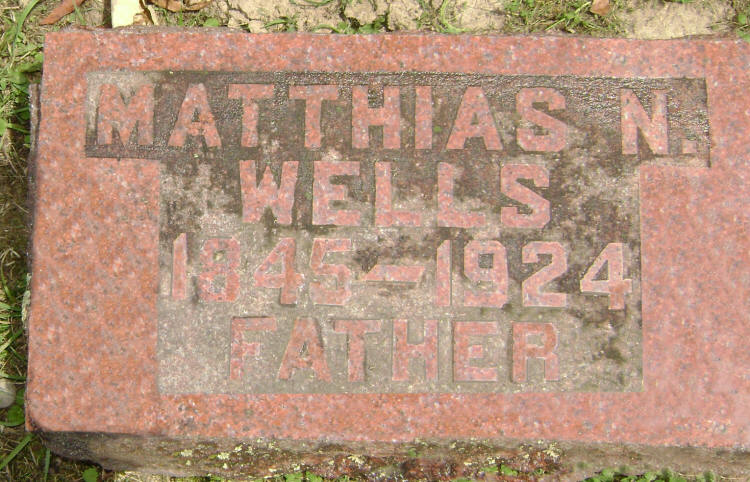 MATTHIAS N.
WELLS
1845-1924
FATHER